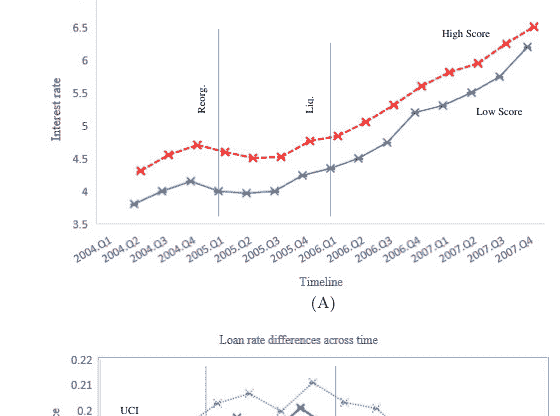 6.5
High Score
6
5.5
Reorg.
Liq.
Interest rate
Low Score
5
4.5
4
3.5
2004.Q1 2004.Q2 2004.Q3 2004.Q4 2005.Q1 2005.Q2 2005.Q3 2005.Q4 2006.Q1 2006.Q2 2006.Q3 2006.Q4 2007.Q1 2007.Q2 2007.Q3 2007.Q4
Timeline
(A)
Loan rate differences across time
0.22
0.21
0.2
UCI